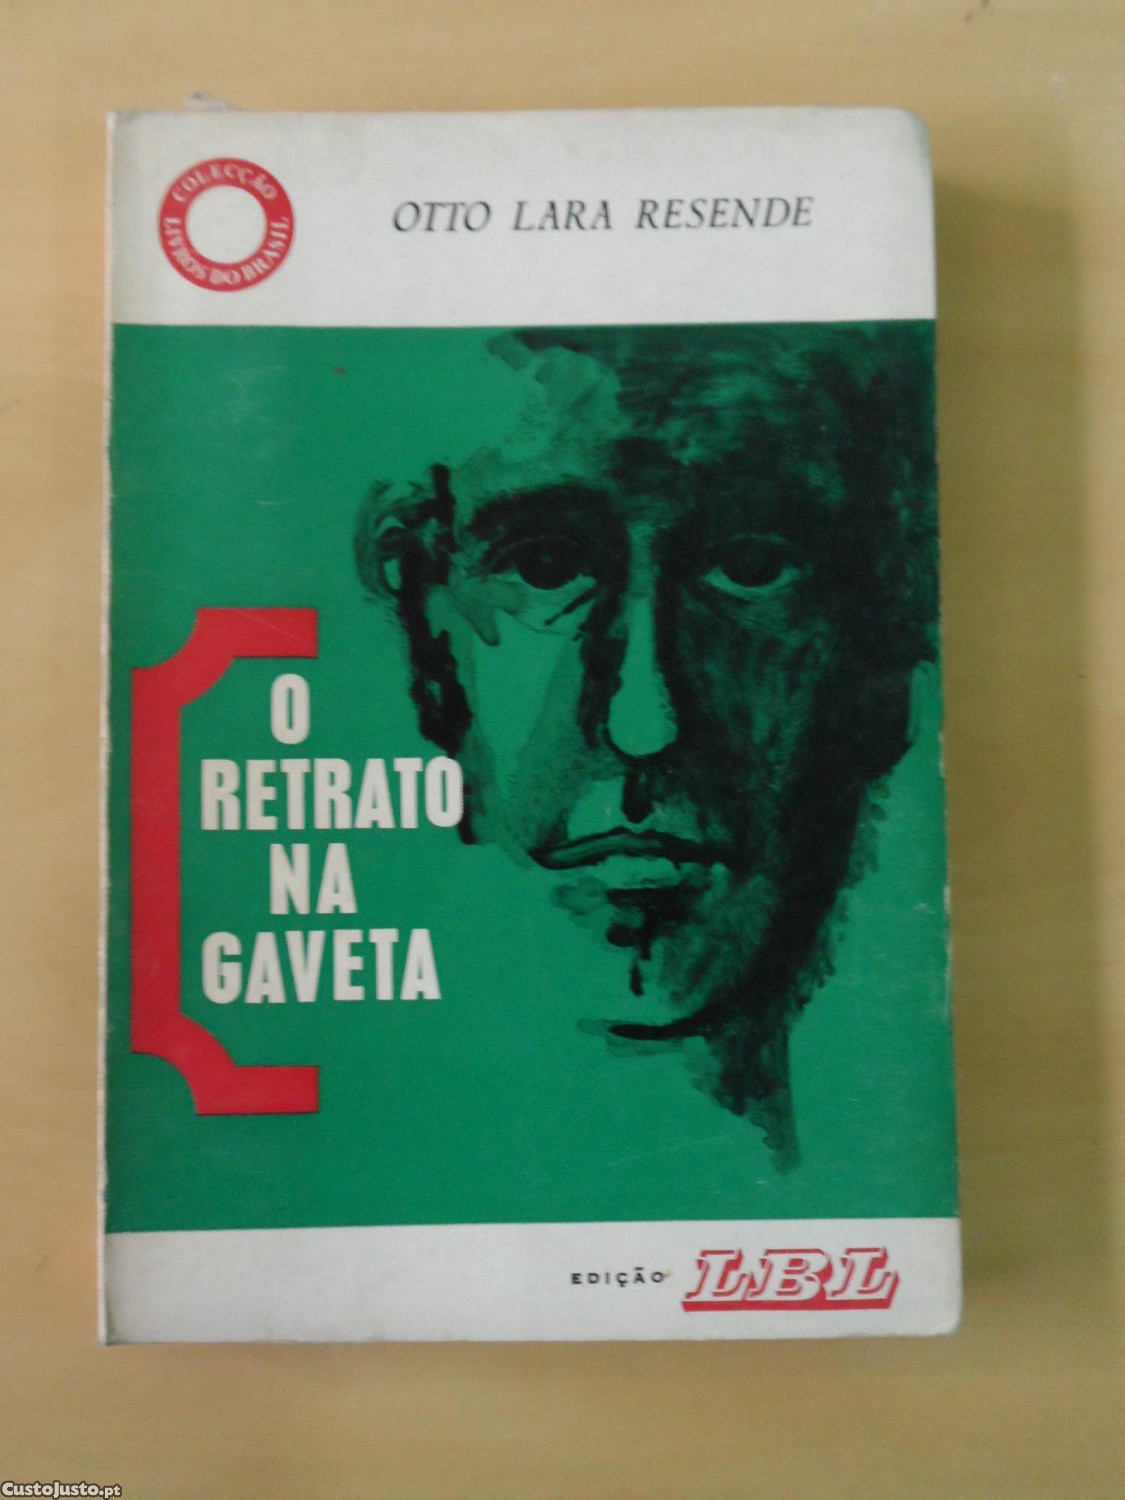 COLECÇÃO
LIVROS DO BRASIL
OTTO LARA RESENDE
O
RETRATO
NA
GAVETA
EDIÇÃO LBL
CustoJusto.pt